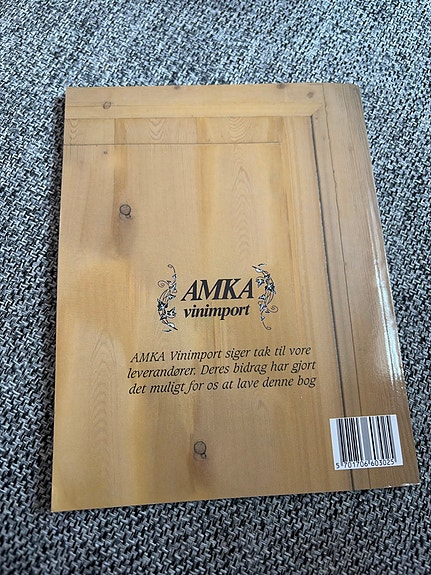 AMKA
vinimport
AMKA Vinimport siger tak til vore
leverandører. Deres bidrag har gjort
det muligt for os at lave denne bog
5 701706 603025